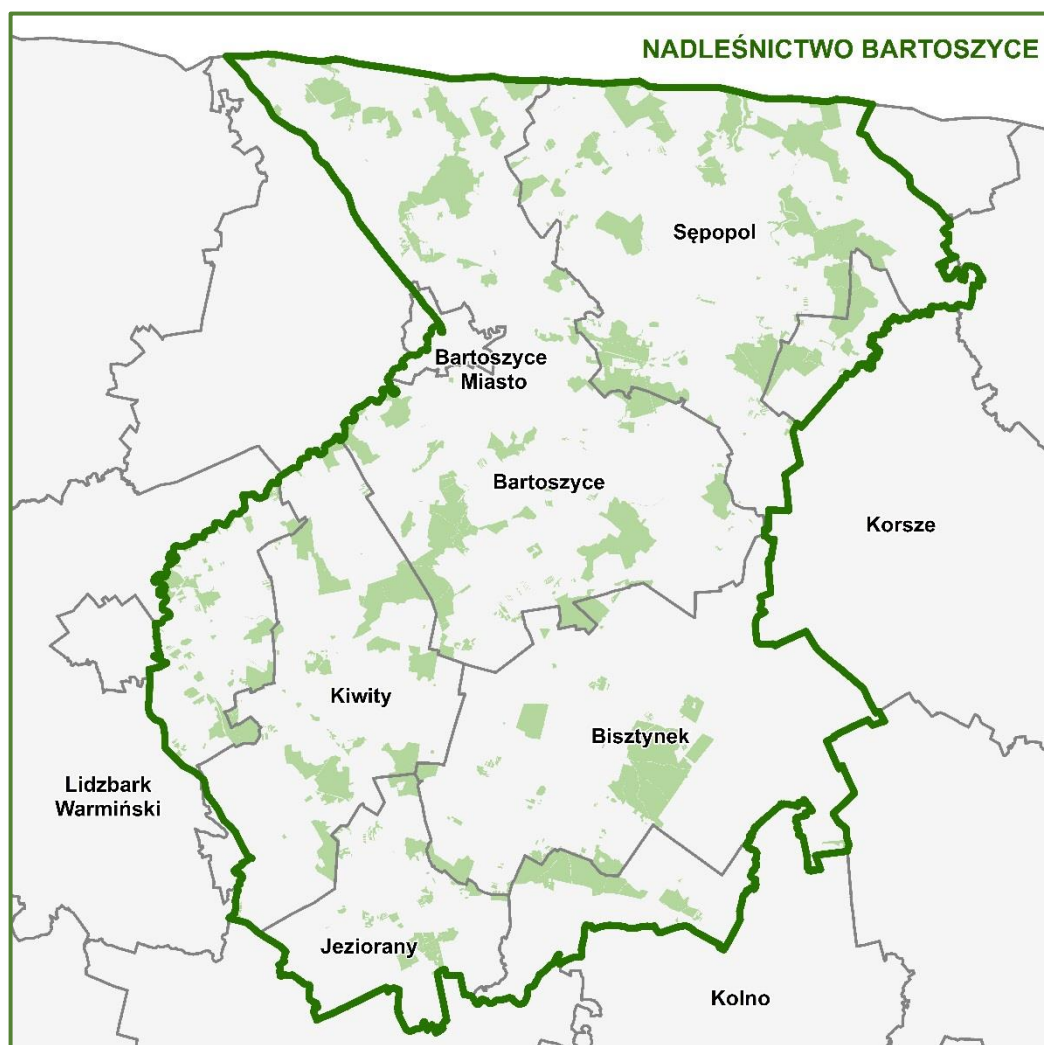 NADLEŚNICTWO BARTOSZYCE
Sępopol
Bartoszyce
Miasto
Bartoszyce
Korsze
Kiwity
Bisztynek
Lidzbark
Warmiński
Jeziorany
Kolno